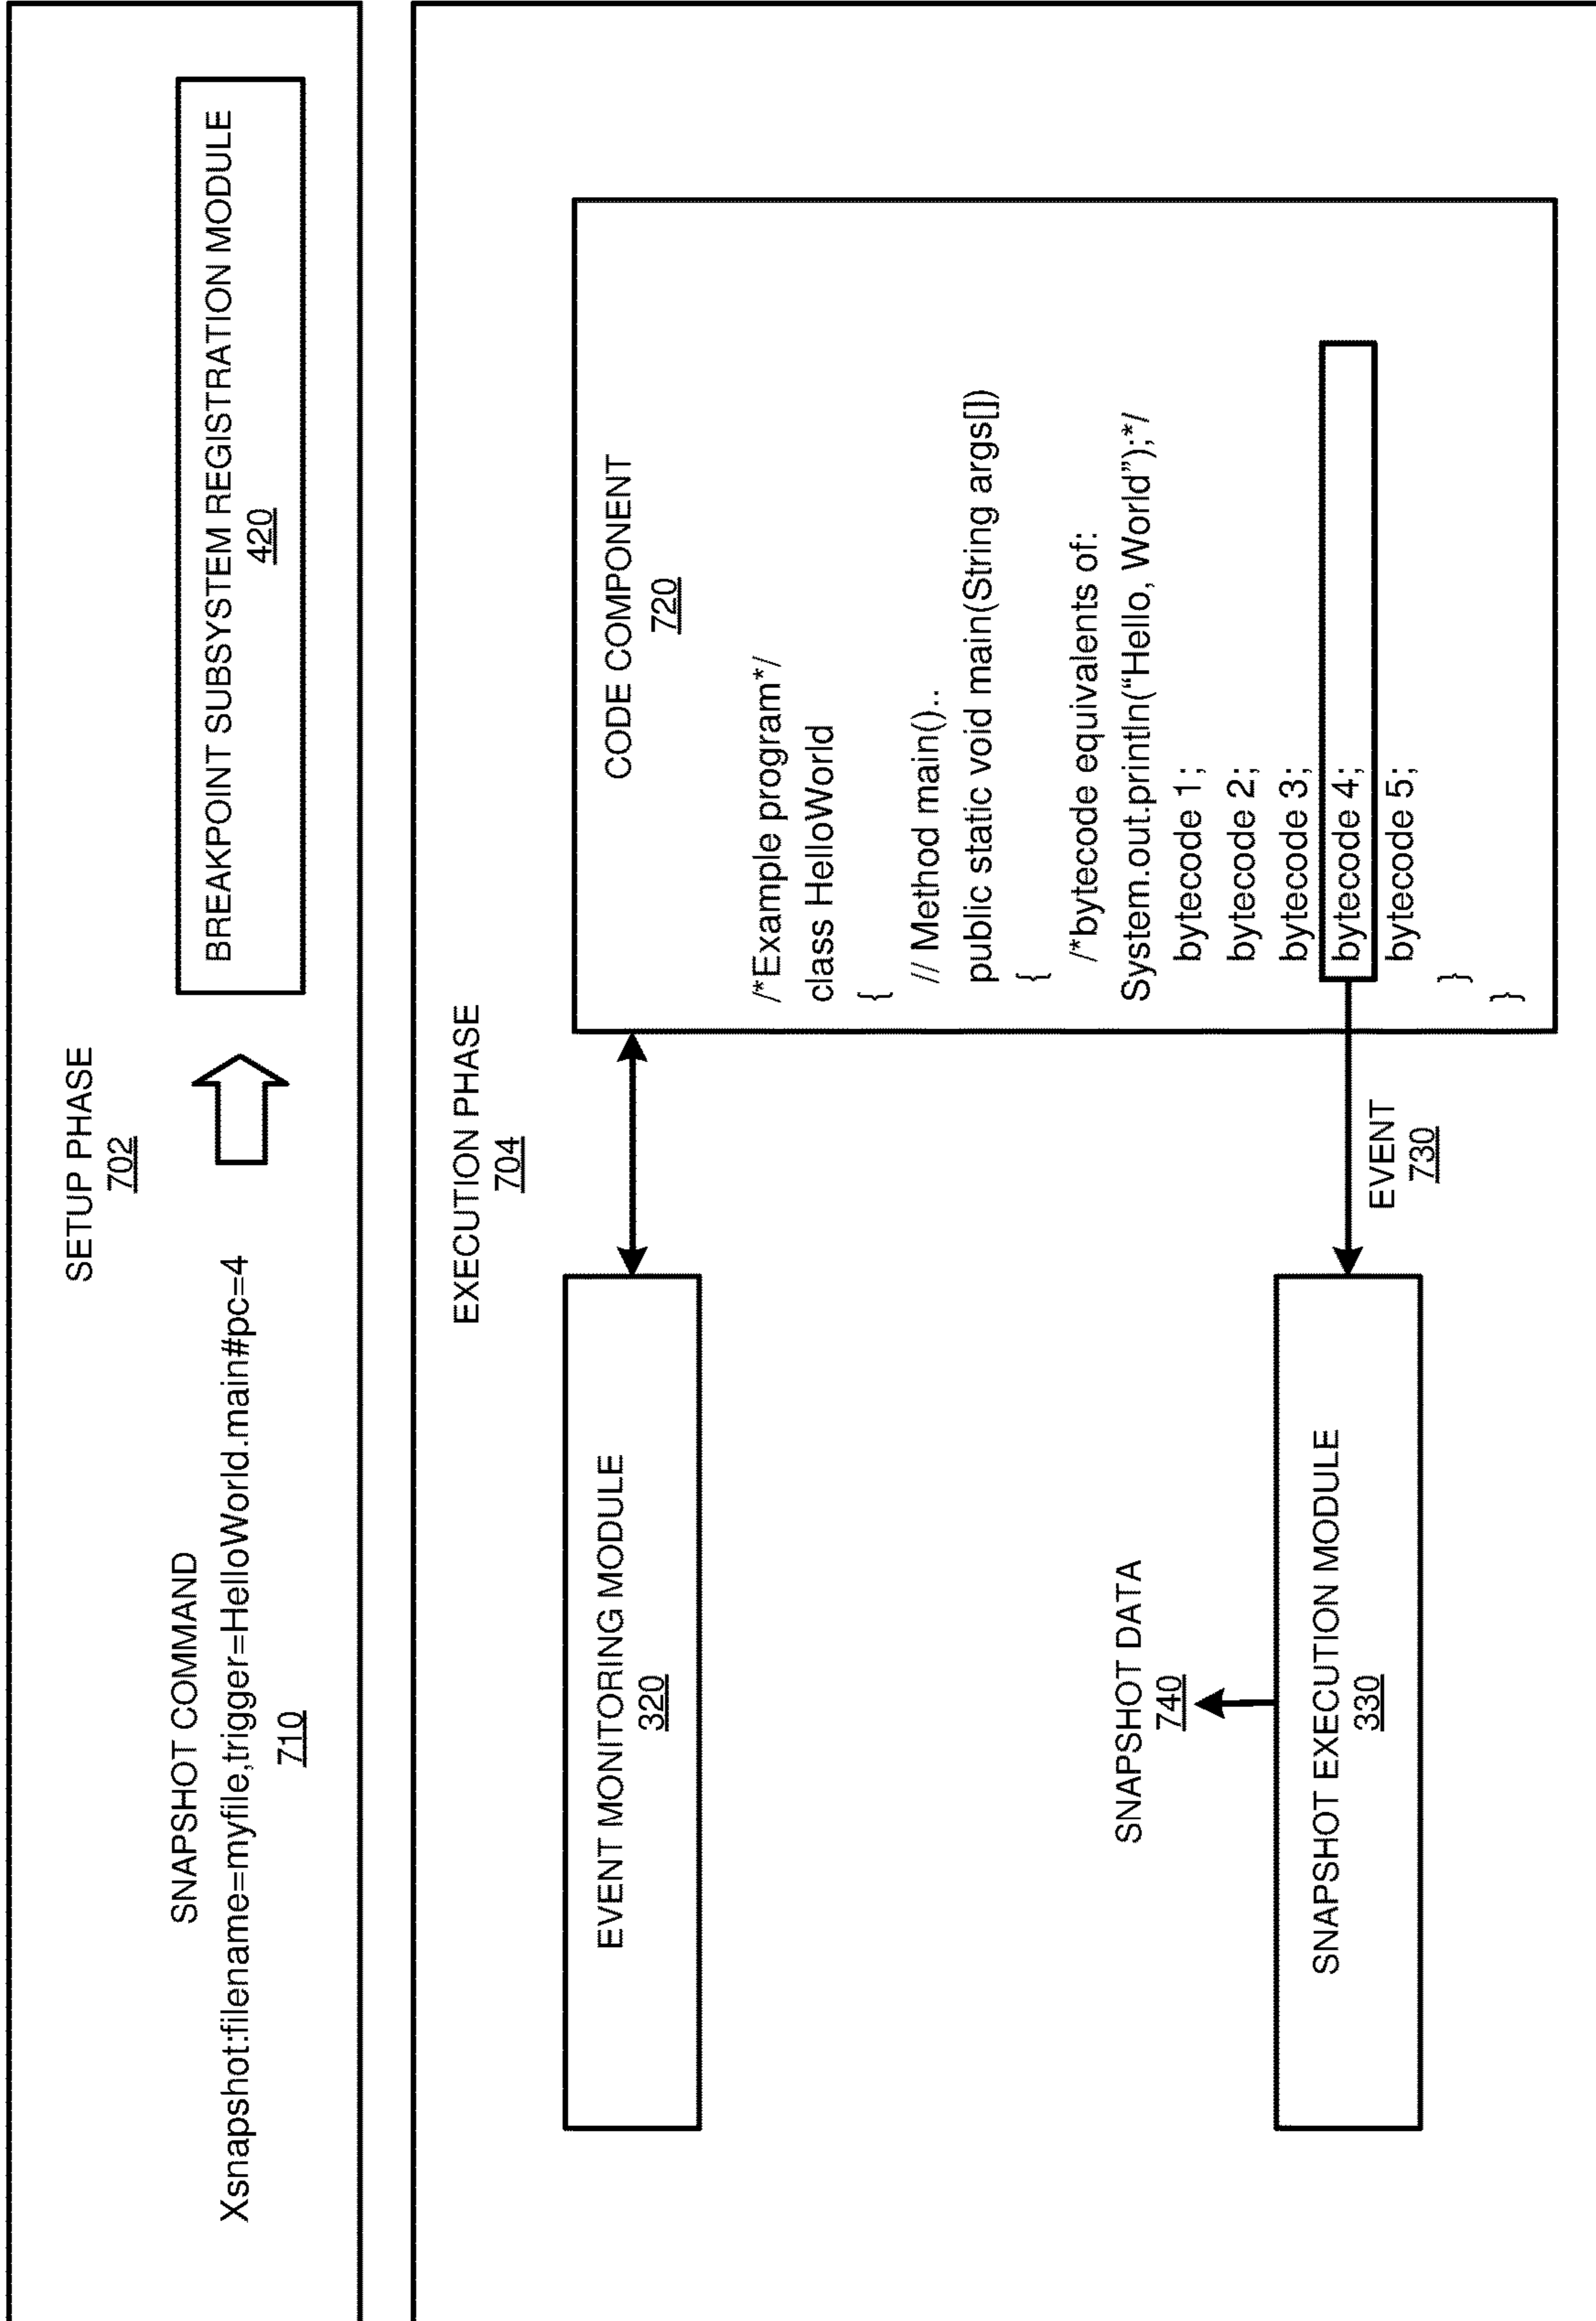 SETUP PHASE
702
SNAPSHOT COMMAND
Xsnapshot:filename=myfile,trigger=HelloWorld.main#pc=4
710
BREAKPOINT SUBSYSTEM REGISTRATION MODULE
420
EXECUTION PHASE
704
EVENT MONITORING MODULE
320
CODE COMPONENT
720
/*Example program*/
class HelloWorld
{
// Method main()..
public static void main(String args[])
{
/*bytecode equivalents of:
System.out.println(“Hello, World”);*/
bytecode 1;
bytecode 2;
bytecode 3;
bytecode 4;
bytecode 5;
}
}
EVENT
730
SNAPSHOT DATA
740
SNAPSHOT EXECUTION MODULE
330